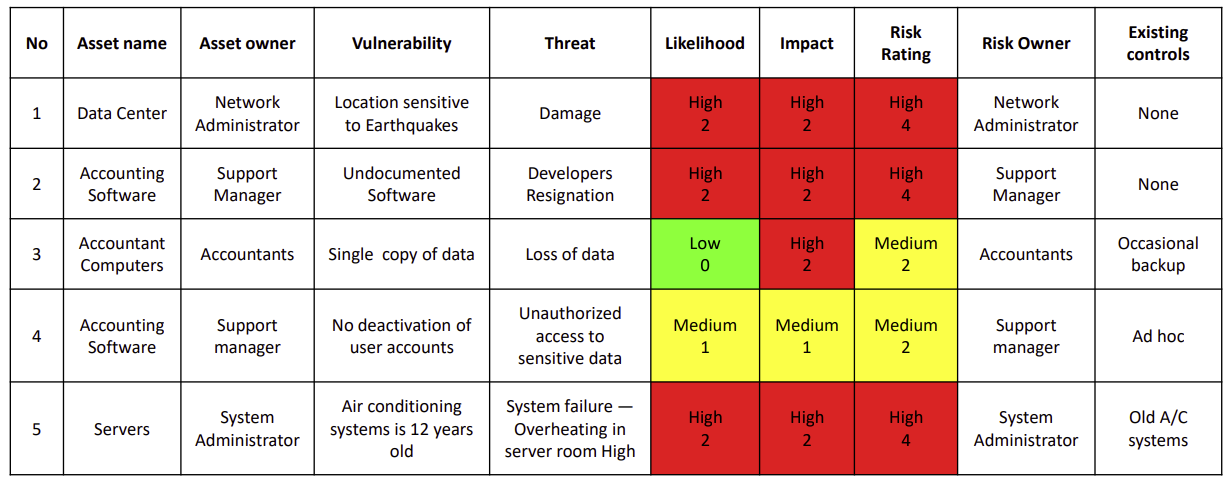 No
Asset name
Asset owner
Vulnerability
Threat
Likelihood
Impact
Risk
Rating
Risk Owner
Existing
controls
1
Data Center
Network
Administrator
Location sensitive
to Earthquakes
Damage
High
2
High
2
High
4
Network
Administrator
None
2
Accounting
Software
Support
Manager
Undocumented
Software
Developers
Resignation
High
2
High
2
High
4
Support
Manager
None
3
Accountant
Computers
Accountants
Single copy of data
Loss of data
Low
0
High
2
Medium
2
Accountants
Occasional
backup
4
Accounting
Software
Support
manager
No deactivation of
user accounts
Unauthorized
access to
sensitive data
Medium
1
Medium
1
Medium
2
Support
manager
Ad hoc
5
Servers
System
Administrator
Air conditioning
systems is 12 years
old
System failure —
Overheating in
server room High
High
2
High
2
High
4
System
Administrator
Old A/C
systems